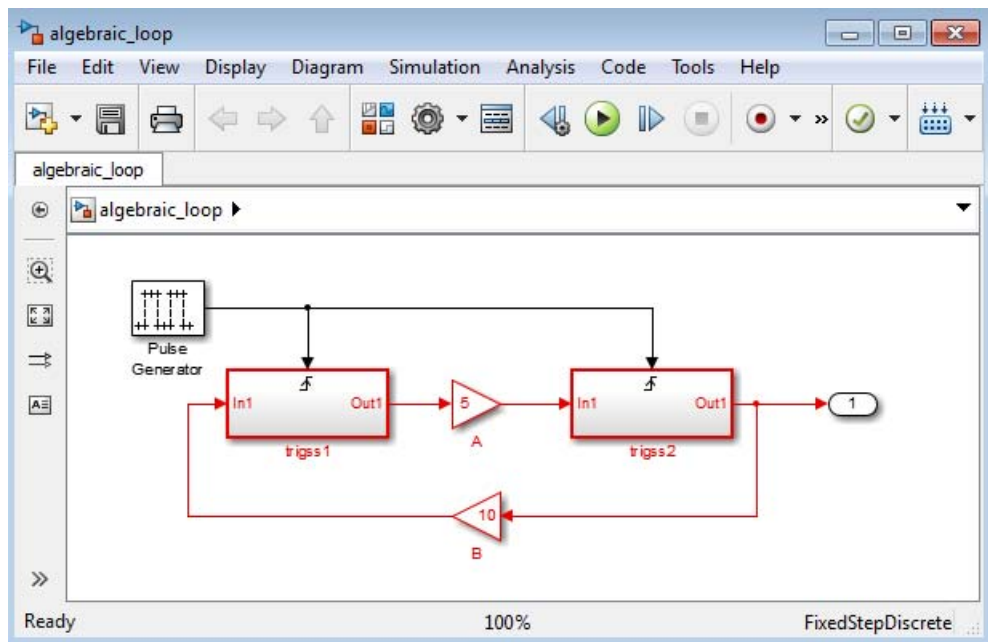 algebraic_loop
File Edit View Display Diagram Simulation Analysis Code Tools Help
»
algebraic_loop
algebraic_loop
Pulse
Generator
In1 Out1
5
In1 Out1
1
trigss1
A
trigss2
10
B
A
»
Ready 100% FixedStepDiscrete